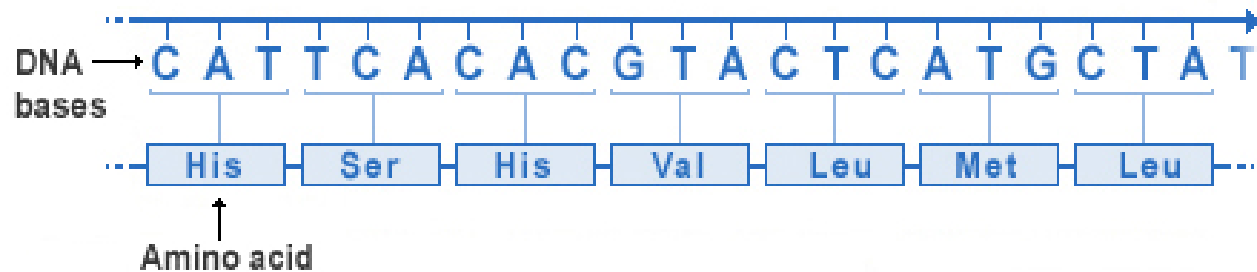 DNA bases
C A T T C A C A C G T A C T C A T G C T A T
His Ser His Val Leu Met Leu
Amino acid